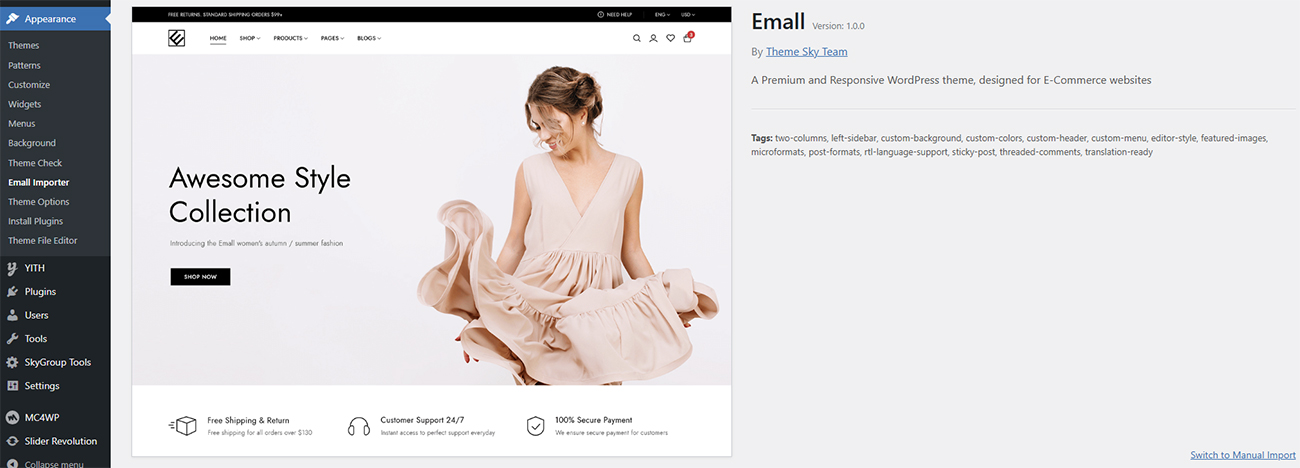 Appearance
Themes
Patterns
Customize
Widgets
Menus
Background
Theme Check
Emall Importer
Theme Options
Install Plugins
Theme File Editor
YITH
Plugins
Users
Tools
SkyGroup Tools
Settings
MC4WP
Slider Revolution
Collapse menu
FREE RETURNS. STANDARD SHIPPING ORDERS $99+
NEED HELP
ENG
USD
HOME
SHOP
PRODUCTS
PAGES
BLOGS
3
Awesome Style
Collection
Introducing the Emall women's autumn / summer fashion
SHOP NOW
Free Shipping & Return
Free shipping for all orders over $130
Customer Support 24/7
Instant access to perfect support everyday
100% Secure Payment
We ensure secure payment for customers
Emall Version: 1.0.0
By Theme Sky Team
A Premium and Responsive WordPress theme, designed for E-Commerce websites
Tags: two-columns, left-sidebar, custom-background, custom-colors, custom-header, custom-menu, editor-style, featured-images,
microformats, post-formats, rtl-language-support, sticky-post, threaded-comments, translation-ready
Switch to Manual Import